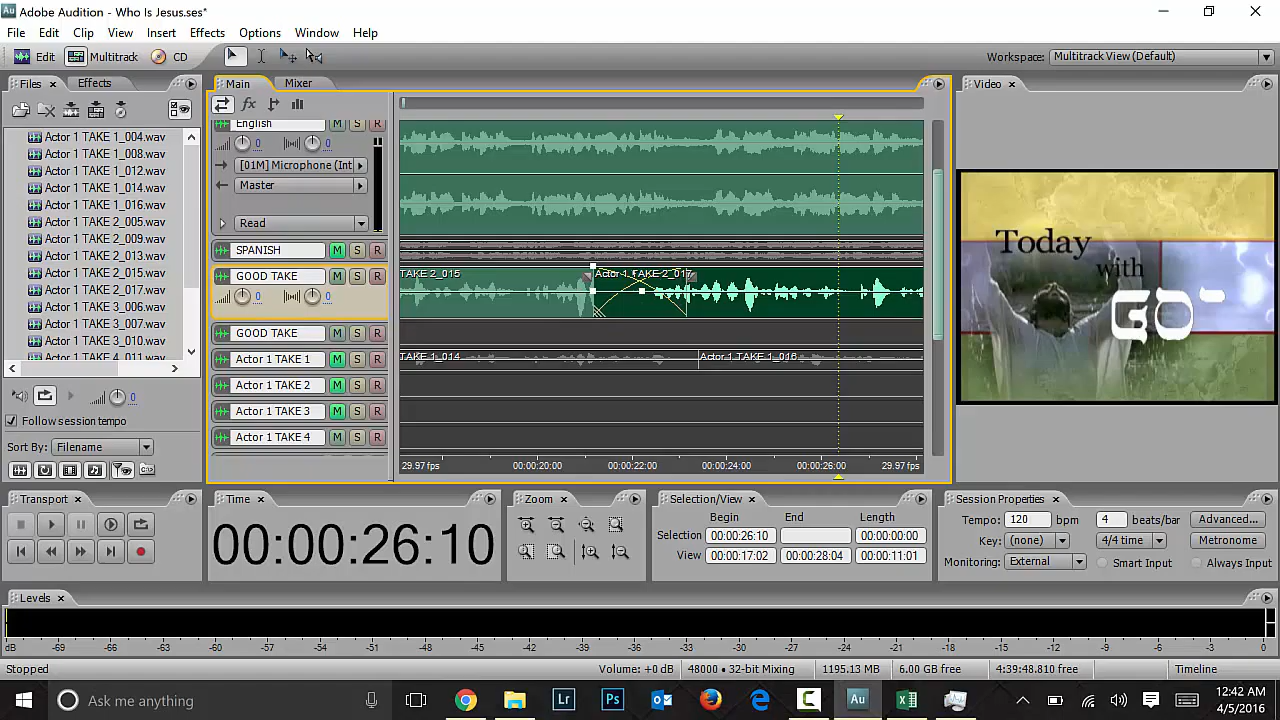 Adobe Audition - Who Is Jesus.ses*
File Edit Clip View Insert Effects Options Window Help
Edit Multitrack CD Workspace: Multitrack View (Default)
Files Effects
Actor 1 TAKE 1_004.wav
Actor 1 TAKE 1_008.wav
Actor 1 TAKE 1_012.wav
Actor 1 TAKE 1_014.wav
Actor 1 TAKE 1_016.wav
Actor 1 TAKE 2_005.wav
Actor 1 TAKE 2_009.wav
Actor 1 TAKE 2_013.wav
Actor 1 TAKE 2_015.wav
Actor 1 TAKE 2_017.wav
Actor 1 TAKE 3_006.wav
Actor 1 TAKE 3_007.wav
Actor 1 TAKE 3_010.wav
Actor 1 TAKE 4_011.wav
0
Follow session tempo
Sort By: Filename
Main Mixer
fx
English M S R
0 0
[01M] Microphone (Int
Master
Read
SPANISH M S R
GOOD TAKE M S R
0 0
TAKE 2_015 Actor 1 TAKE 2_017
GOOD TAKE M S R
Actor 1 TAKE 1 M S R
TAKE 1_014 Actor 1 TAKE 1_016
Actor 1 TAKE 2 M S R
Actor 1 TAKE 3 M S R
Actor 1 TAKE 4 M S R
29.97 fps 00:00:20:00 00:00:22:00 00:00:24:00 00:00:26:00 29.97 fps
Video
Today
with
GO
Transport
Time
00:00:26:10
Zoom
Selection/View
Begin End Length
Selection 00:00:26:10 00:00:00:00
View 00:00:17:02 00:00:28:04 00:00:11:01
Session Properties
Tempo: 120 bpm 4 beats/bar Advanced...
Key: (none) 4/4 time Metronome
Monitoring: External Smart Input Always Input
Levels
dB -69 -66 -63 -60 -57 -54 -51 -48 -45 -42 -39 -36 -33 -30 -27 -24 -21 -18 -15 -12 -9 -6 -3 0
Stopped Volume: +0 dB 48000 • 32-bit Mixing 1195.13 MB 6.00 GB free 4:39:48.810 free Timeline
Ask me anything
Lr Ps Au
12:42 AM
4/5/2016